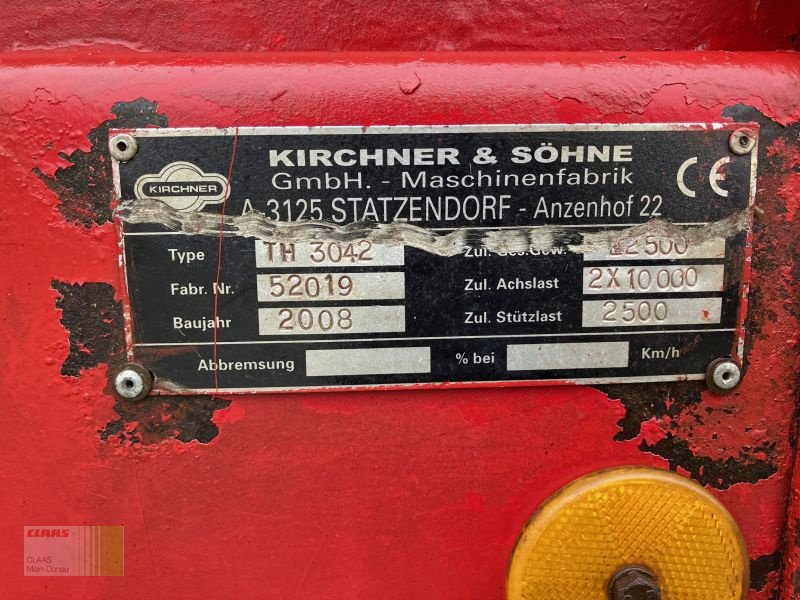 KIRCHNER & SÖHNE
GmbH. - Maschinenfabrik
KIRCHNER
A-3125 STATZENDORF - Anzenhof 22
CE
Type TH 3042 Zul. Ges.Gew. 22500
Fabr. Nr. 52019 Zul. Achslast 2X10000
Baujahr 2008 Zul. Stützlast 2500
Abbremsung % bei Km/h
CLAAS
CLAAS
Main-Donau